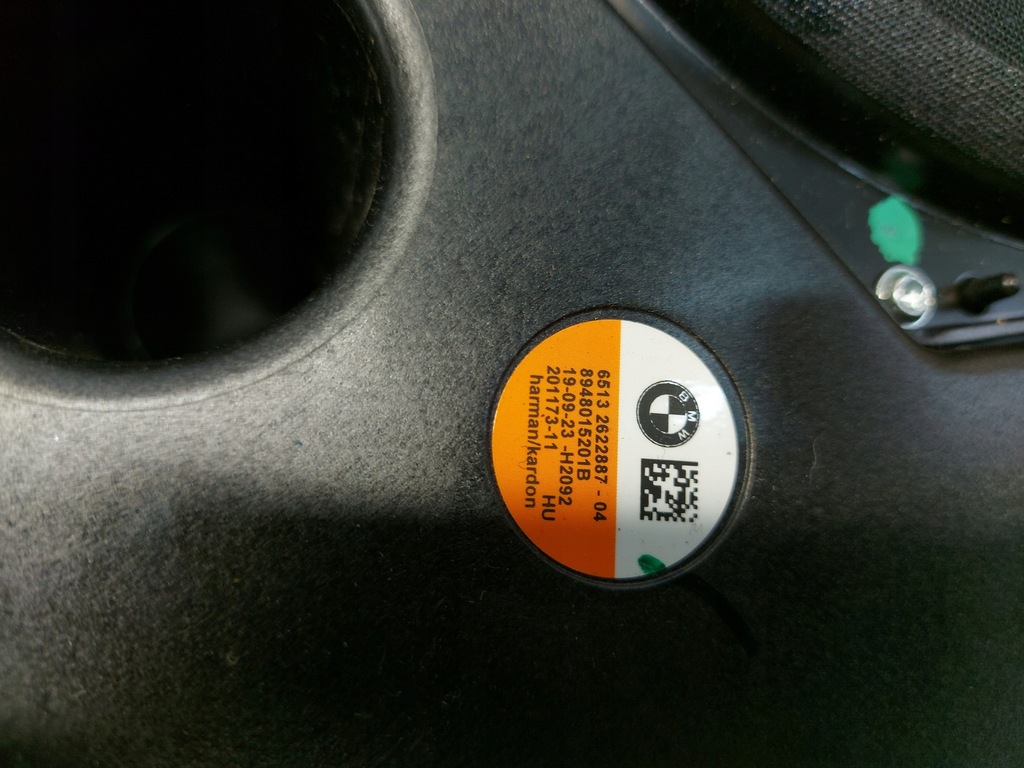 BMW
6513 2622887 - 04
8948015201B
19-09-23 -H2092
201173-11 HU
harman/kardon